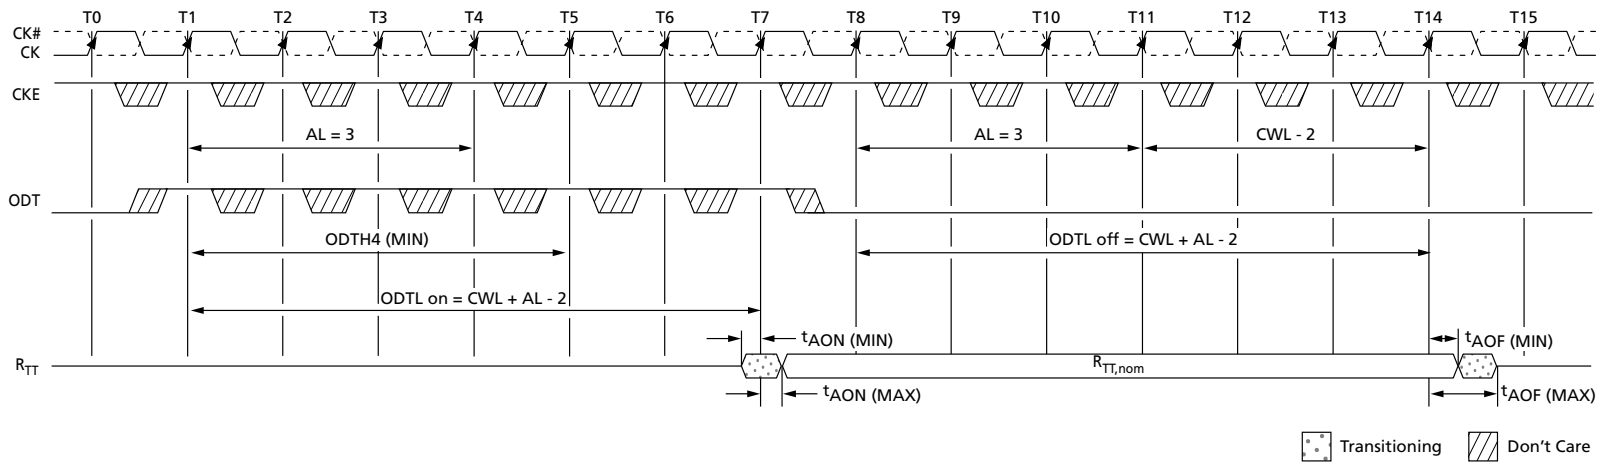 T0 T1 T2 T3 T4 T5 T6 T7 T8 T9 T10 T11 T12 T13 T14 T15
CK#
CK
CKE
AL = 3 AL = 3 CWL - 2
ODT
ODTH4 (MIN) ODTL off = CWL + AL - 2
ODTL on = CWL + AL - 2
tAON (MIN) tAOF (MIN)
RTT RTT,nom
tAON (MAX) tAOF (MAX)
Transitioning Don't Care